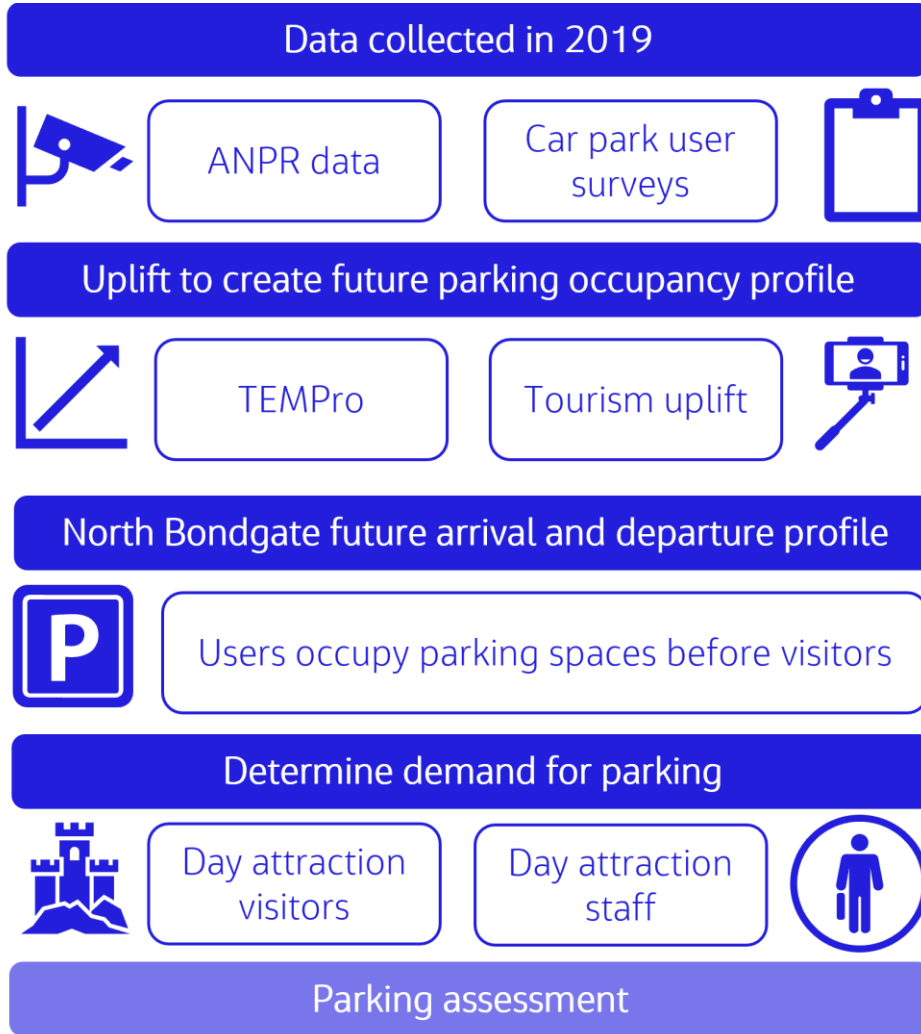 Data collected in 2019
ANPR data
Car park user
surveys
Uplift to create future parking occupancy profile
TEMPro
Tourism uplift
North Bondgate future arrival and departure profile
P
Users occupy parking spaces before visitors
Determine demand for parking
Day attraction
visitors
Day attraction
staff
Parking assessment